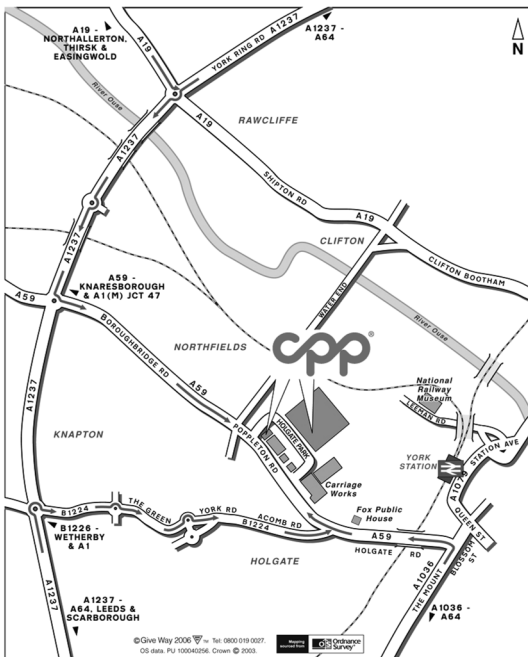 A19 -
NORTHALLERTON,
THIRSK &
EASINGWOLD
A19
YORK RING RD
A1237
A1237 -
A64
N
River Ouse
A1237
A19
RAWCLIFFE
SHIPTON RD
A19
CLIFTON
CLIFTON BOOTHAM
A1237
A59 -
KNARESBOROUGH
& A1(M) JCT 47
A59
WATER END
River Ouse
BOROUGHBRIDGE RD
NORTHFIELDS
cpp®
A59
A1237
National
Railway
Museum
LEEMAN RD
KNAPTON
POPPLETON RD
HOLGATE PARK
YORK
STATION
STATION AVE
A1079
Carriage
Works
QUEEN ST
B1224
THE GREEN
YORK RD
ACOMB RD
B1224
Fox Public
House
A59
HOLGATE RD
BLOSSOM ST
B1226 -
WETHERBY
& A1
HOLGATE
A1036
THE MOUNT
A1237
A1237 -
A64, LEEDS &
SCARBOROUGH
A1036 -
A64
©Give Way 2006 TM Tel: 0800 019 0027.
OS data. PU 100040256. Crown © 2003.
Mapping
sourced from
Ordnance
Survey®